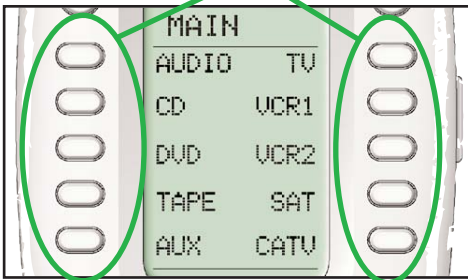 MAIN
AUDIO TV
CD VCR1
DVD VCR2
TAPE SAT
AUX CATV